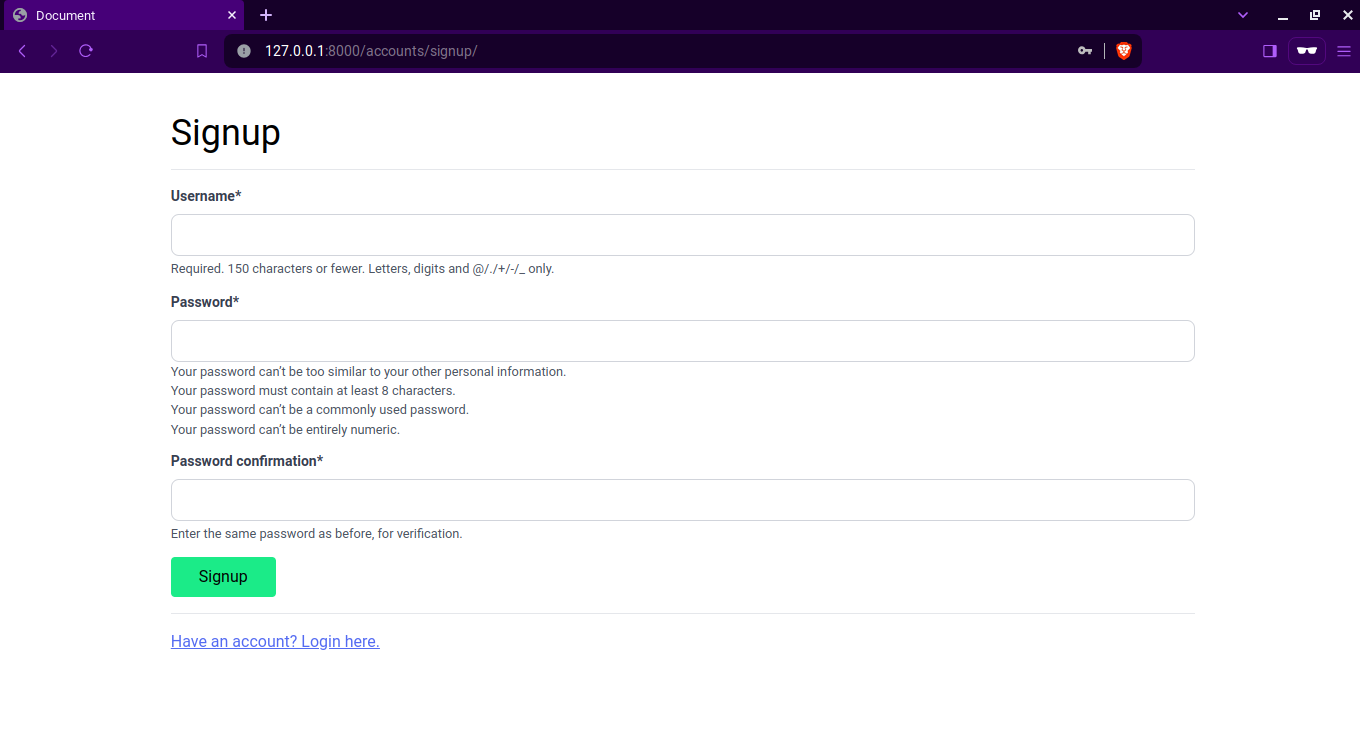 Document
127.0.0.1:8000/accounts/signup/
Signup
Username*
Required. 150 characters or fewer. Letters, digits and @/./+/-/_ only.
Password*
Your password can’t be too similar to your other personal information.
Your password must contain at least 8 characters.
Your password can’t be a commonly used password.
Your password can’t be entirely numeric.
Password confirmation*
Enter the same password as before, for verification.
Signup
Have an account? Login here.